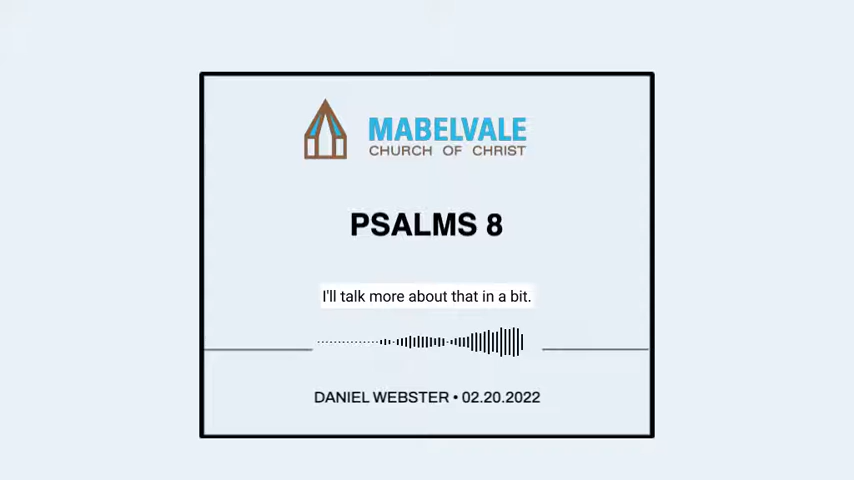 MABELVALE
CHURCH OF CHRIST
PSALMS 8
I'll talk more about that in a bit.
DANIEL WEBSTER • 02.20.2022